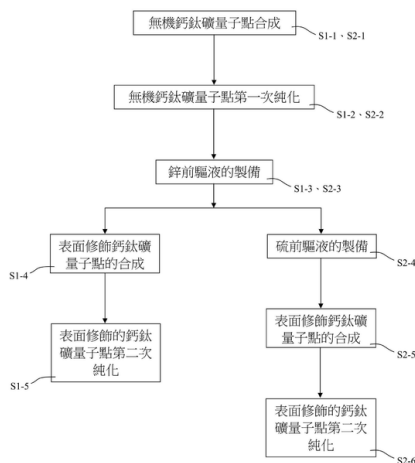 無機鈣鈦礦量子點合成
S1-1、S2-1
無機鈣鈦礦量子點第一次純化
S1-2、S2-2
鋅前驅液的製備
S1-3、S2-3
表面修飾鈣鈦礦
量子點的合成
S1-4
表面修飾的鈣鈦
礦量子點第二次
純化
S1-5
硫前驅液的製備
S2-4
表面修飾鈣鈦礦
量子點的合成
S2-5
表面修飾的鈣鈦
礦量子點第二次
純化
S2-6